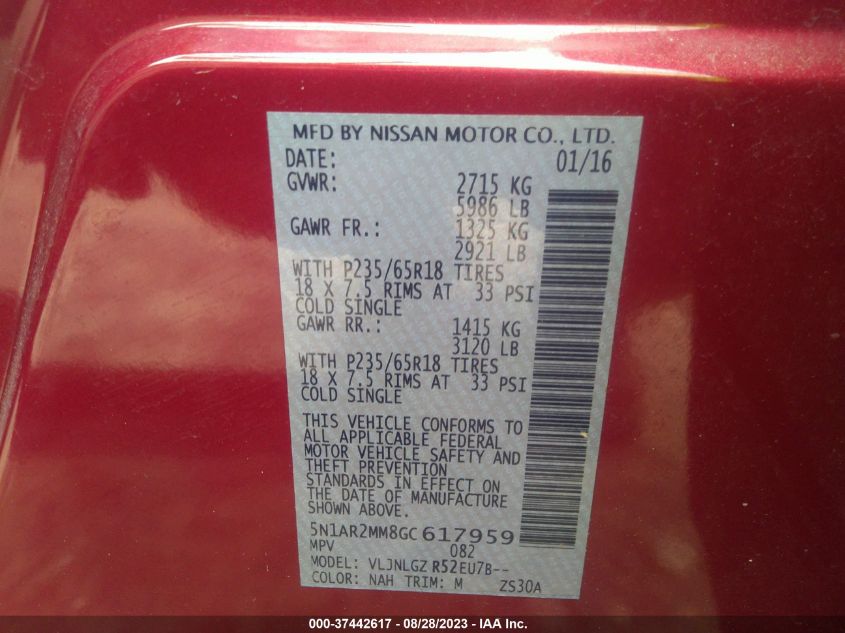 MFD BY NISSAN MOTOR CO., LTD.
DATE: 01/16
GVWR: 2715 KG
5986 LB
GAWR FR.: 1325 KG
2921 LB
WITH P235/65R18 TIRES
18 X 7.5 RIMS AT 33 PSI
COLD SINGLE
GAWR RR.: 1415 KG
3120 LB
WITH P235/65R18 TIRES
18 X 7.5 RIMS AT 33 PSI
COLD SINGLE
THIS VEHICLE CONFORMS TO
ALL APPLICABLE FEDERAL
MOTOR VEHICLE SAFETY AND
THEFT PREVENTION
STANDARDS IN EFFECT ON
THE DATE OF MANUFACTURE
SHOWN ABOVE.
5N1AR2MM8GC617959
MPV 082
MODEL: VLJNLGZ R52EU7B--
COLOR: NAH TRIM: M ZS30A
000-37442617 - 08/28/2023 - IAA Inc.